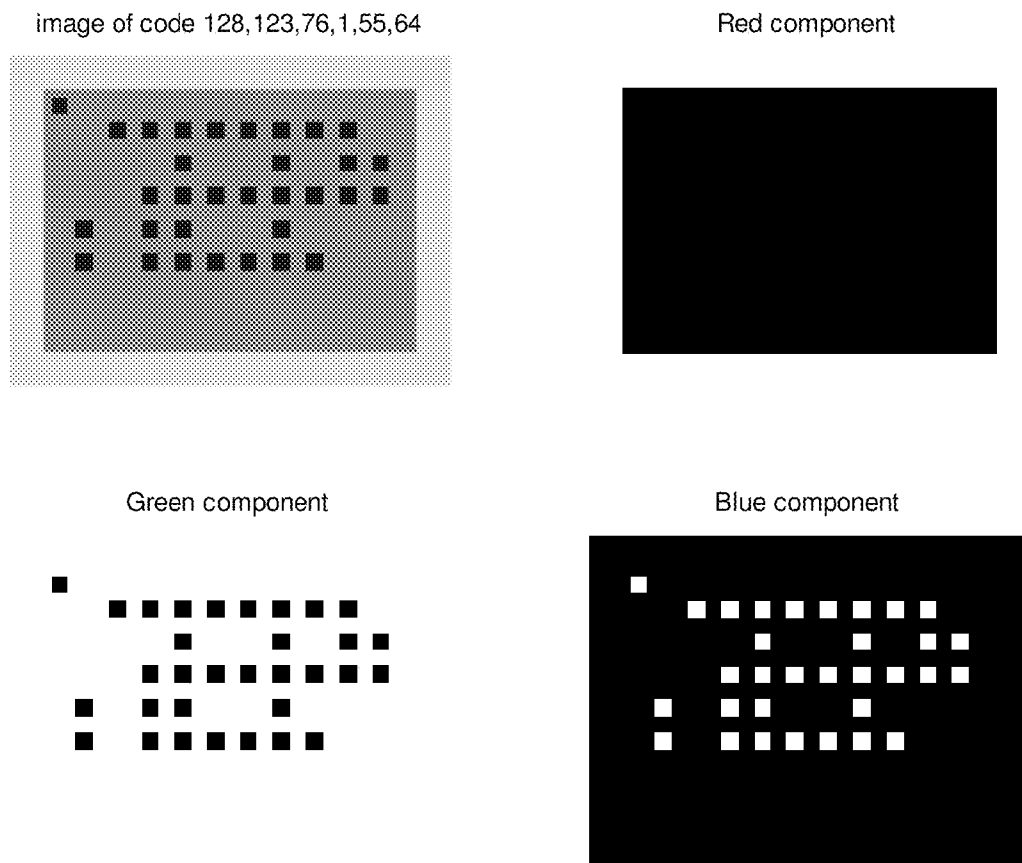 image of code 128,123,76,1,55,64
Red component
Green component
Blue component